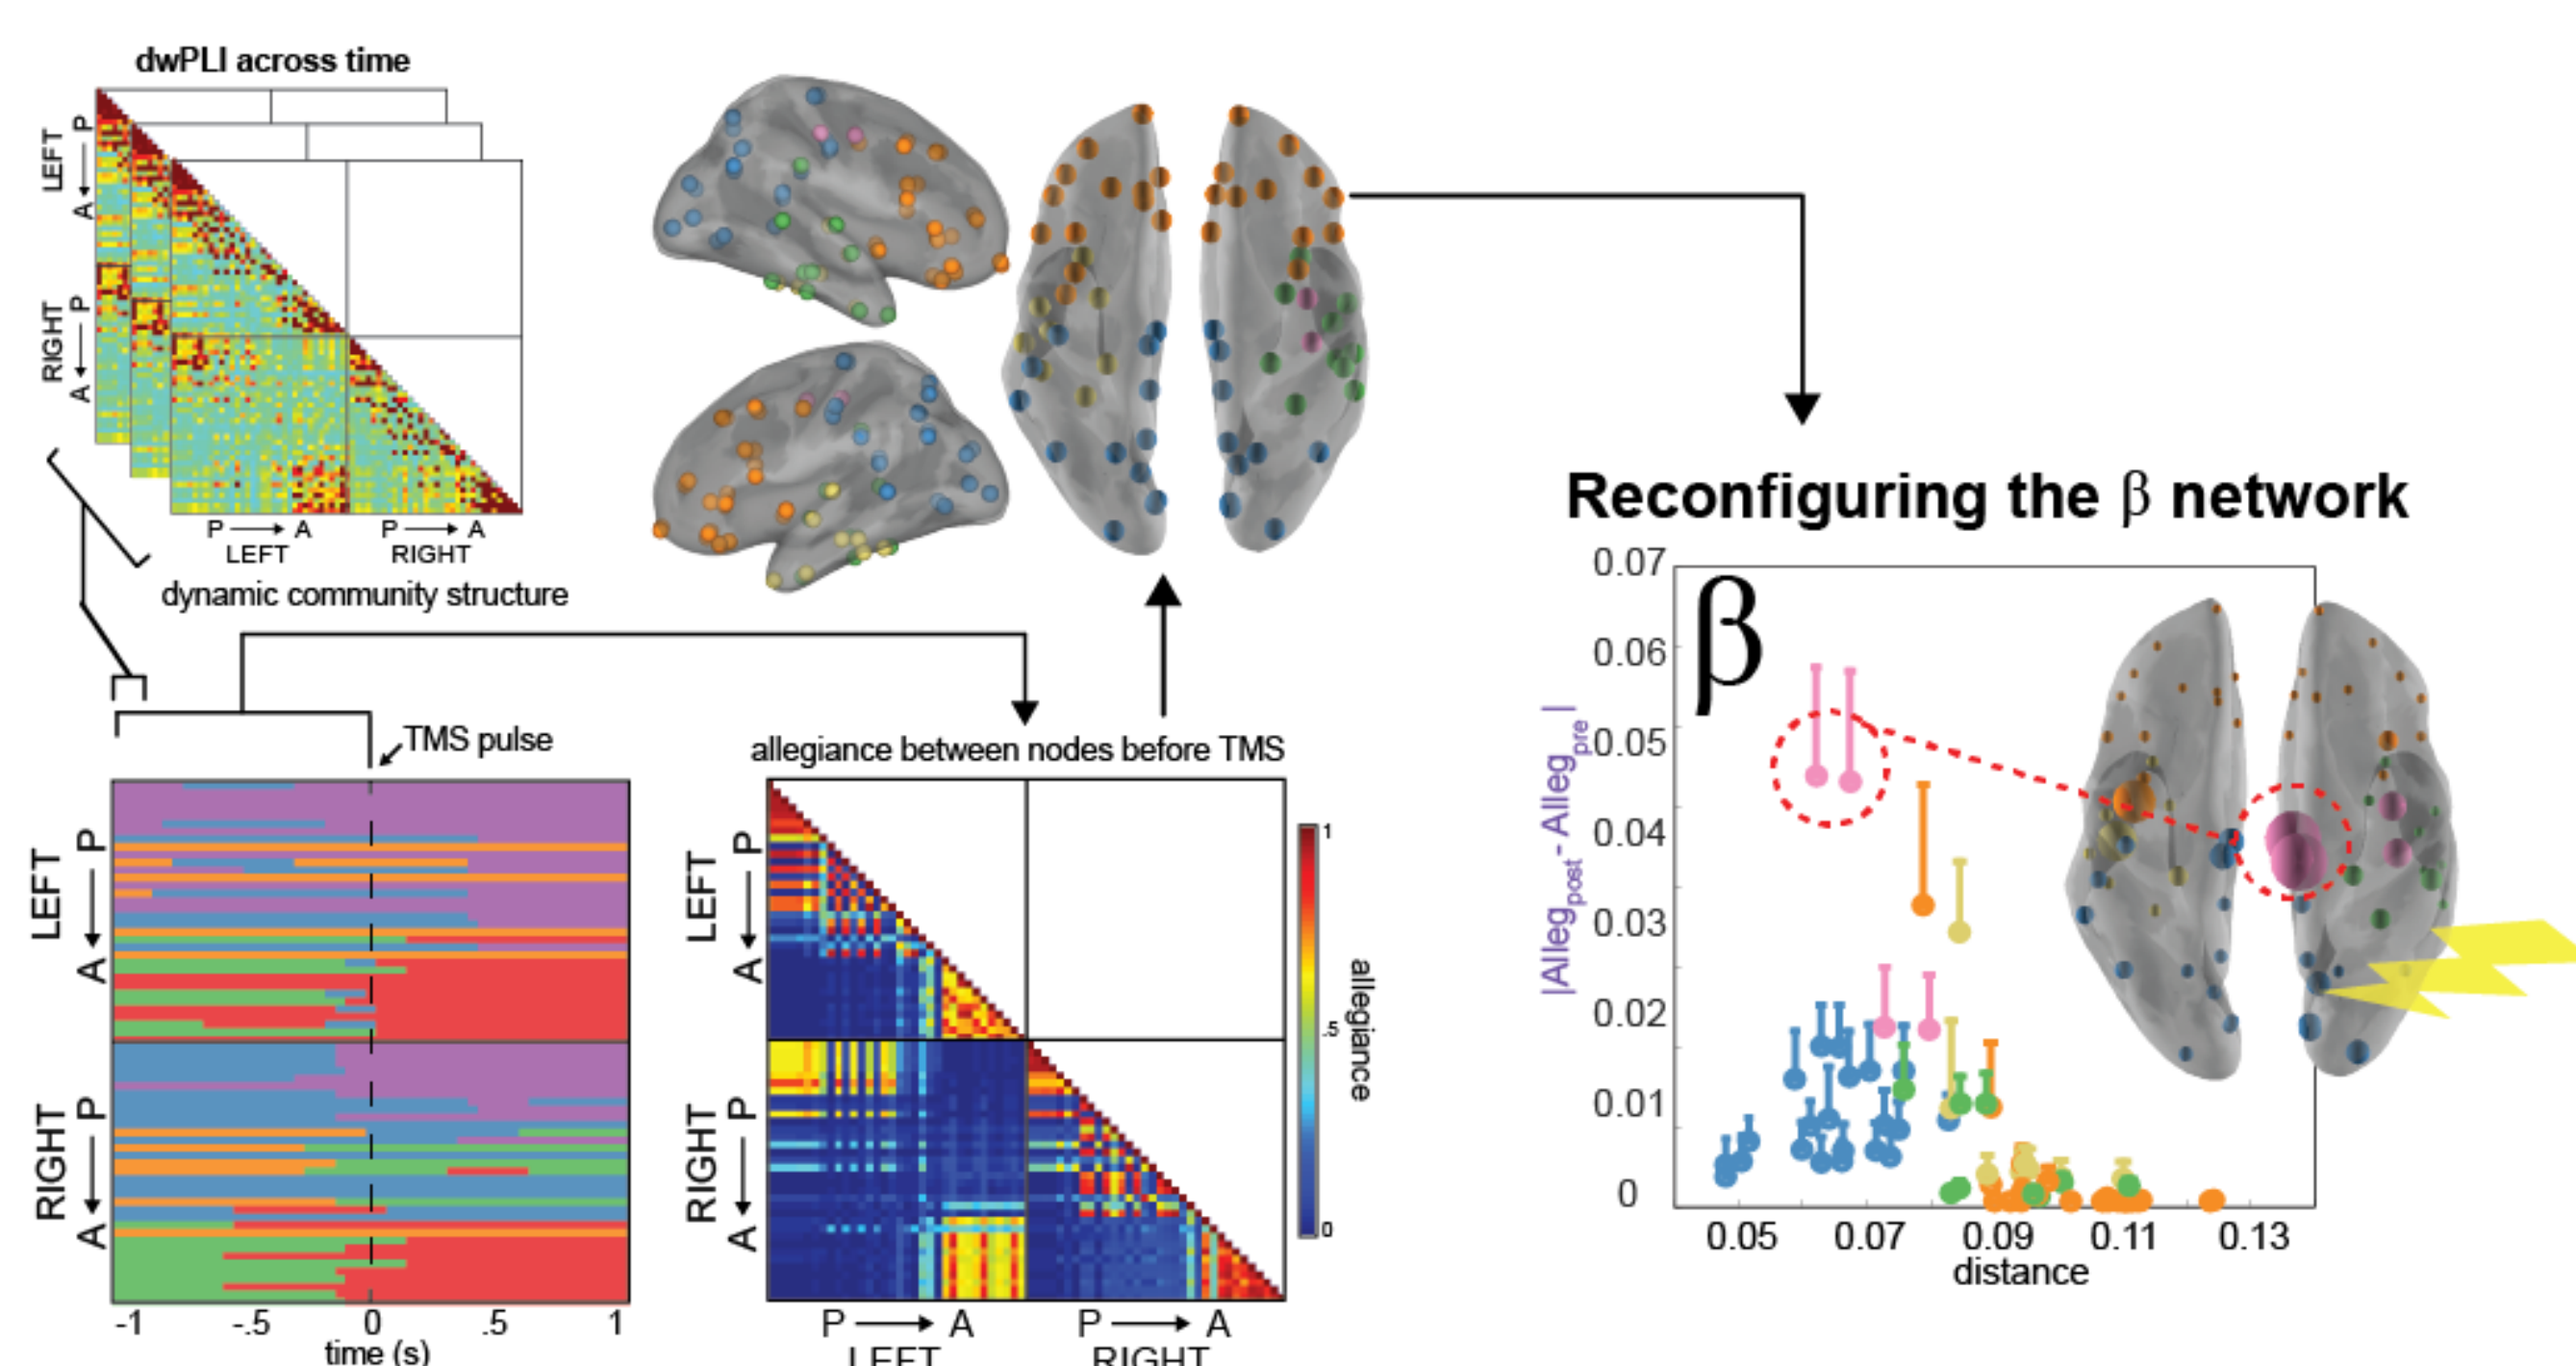 dwPLI across time
LEFT
P
A
RIGHT
P
A
P A
LEFT
P A
RIGHT
dynamic community structure
TMS pulse
LEFT
P
A
RIGHT
P
A
-1 -.5 0 .5 1
time (s)
allegiance between nodes before TMS
LEFT
P
A
RIGHT
P
A
P A
LEFT
P A
RIGHT
1
.5
0
allegiance
Reconfiguring the β network
β
|Alleg_post - Alleg_pre|
0.07
0.06
0.05
0.04
0.03
0.02
0.01
0
0.05 0.07 0.09 0.11 0.13
distance